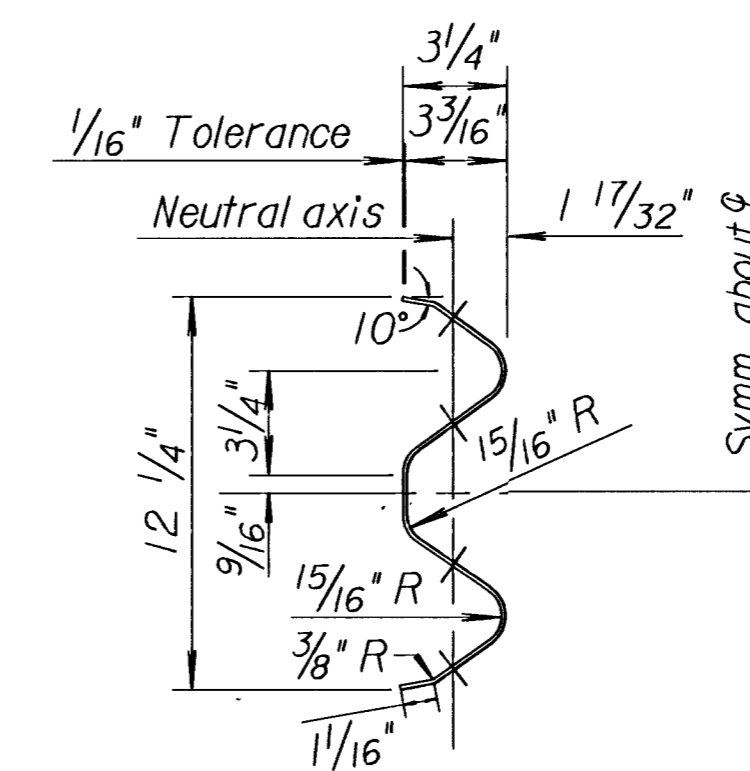 3 1/4"
1/16" Tolerance
3 3/16"
Neutral axis
1 17/32"
Symm. about ℄
10°
3 1/4"
12 1/4"
15/16" R
9/16"
15/16" R
3/8" R
1 1/16"